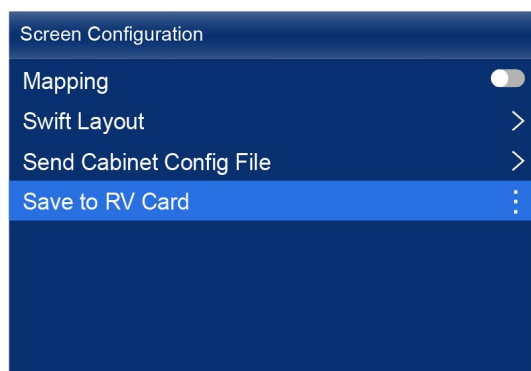 Screen Configuration
Mapping
Swift Layout
Send Cabinet Config File
Save to RV Card